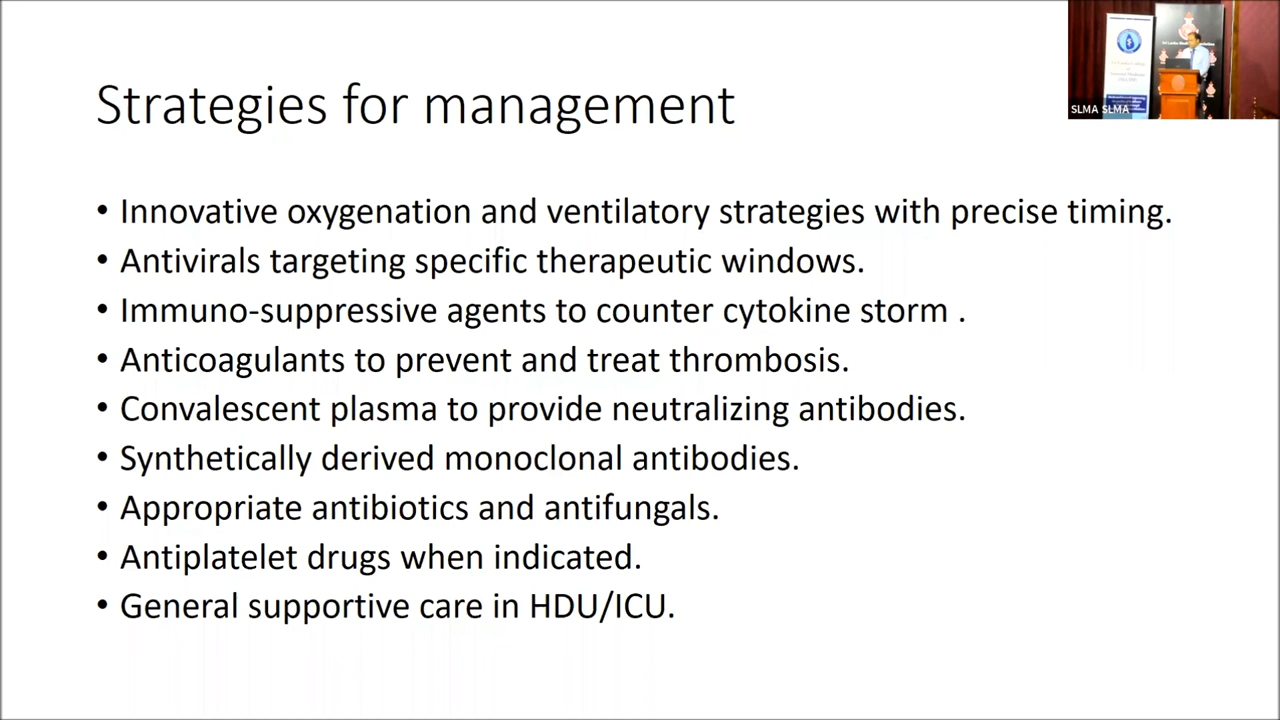 Strategies for management
SLMA SLMA
• Innovative oxygenation and ventilatory strategies with precise timing.
• Antivirals targeting specific therapeutic windows.
• Immuno-suppressive agents to counter cytokine storm .
• Anticoagulants to prevent and treat thrombosis.
• Convalescent plasma to provide neutralizing antibodies.
• Synthetically derived monoclonal antibodies.
• Appropriate antibiotics and antifungals.
• Antiplatelet drugs when indicated.
• General supportive care in HDU/ICU.